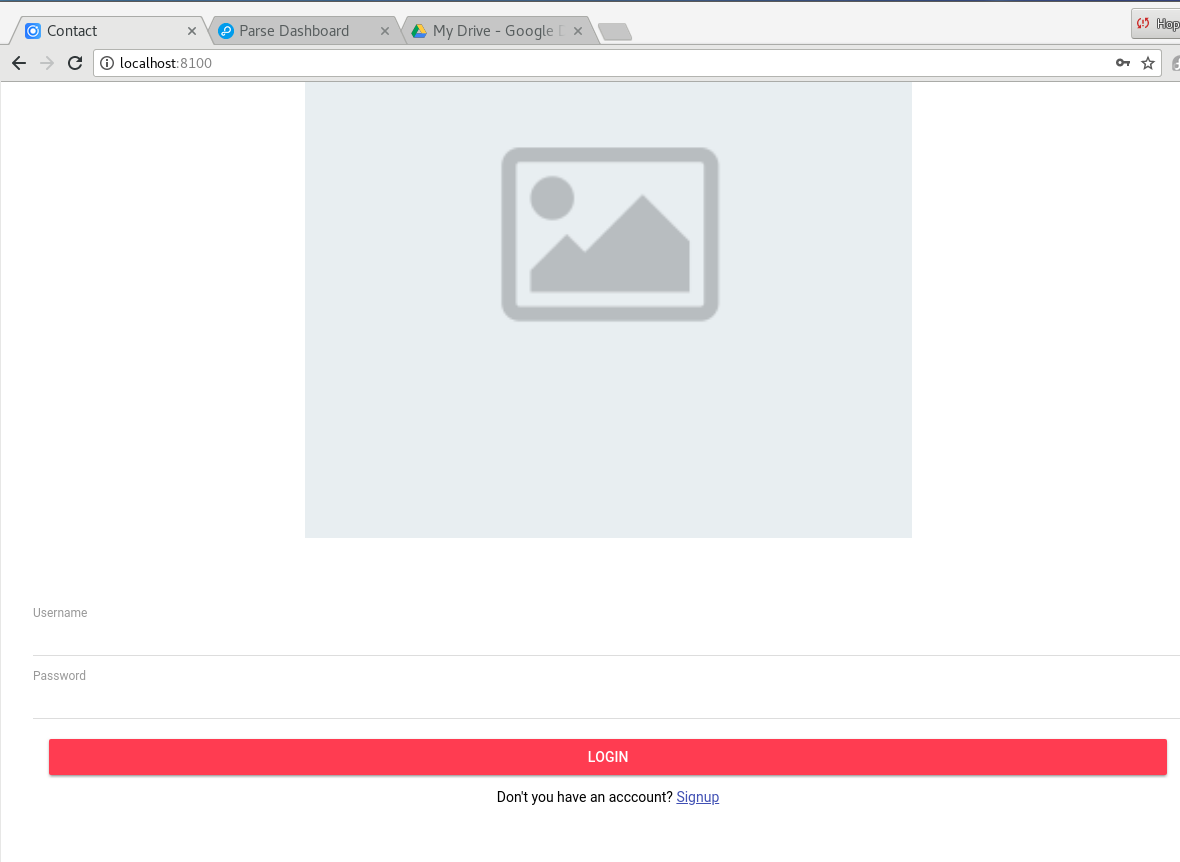 Contact
Parse Dashboard
My Drive - Google D
Hop
localhost:8100
Username
Password
LOGIN
Don't you have an acccount? Signup